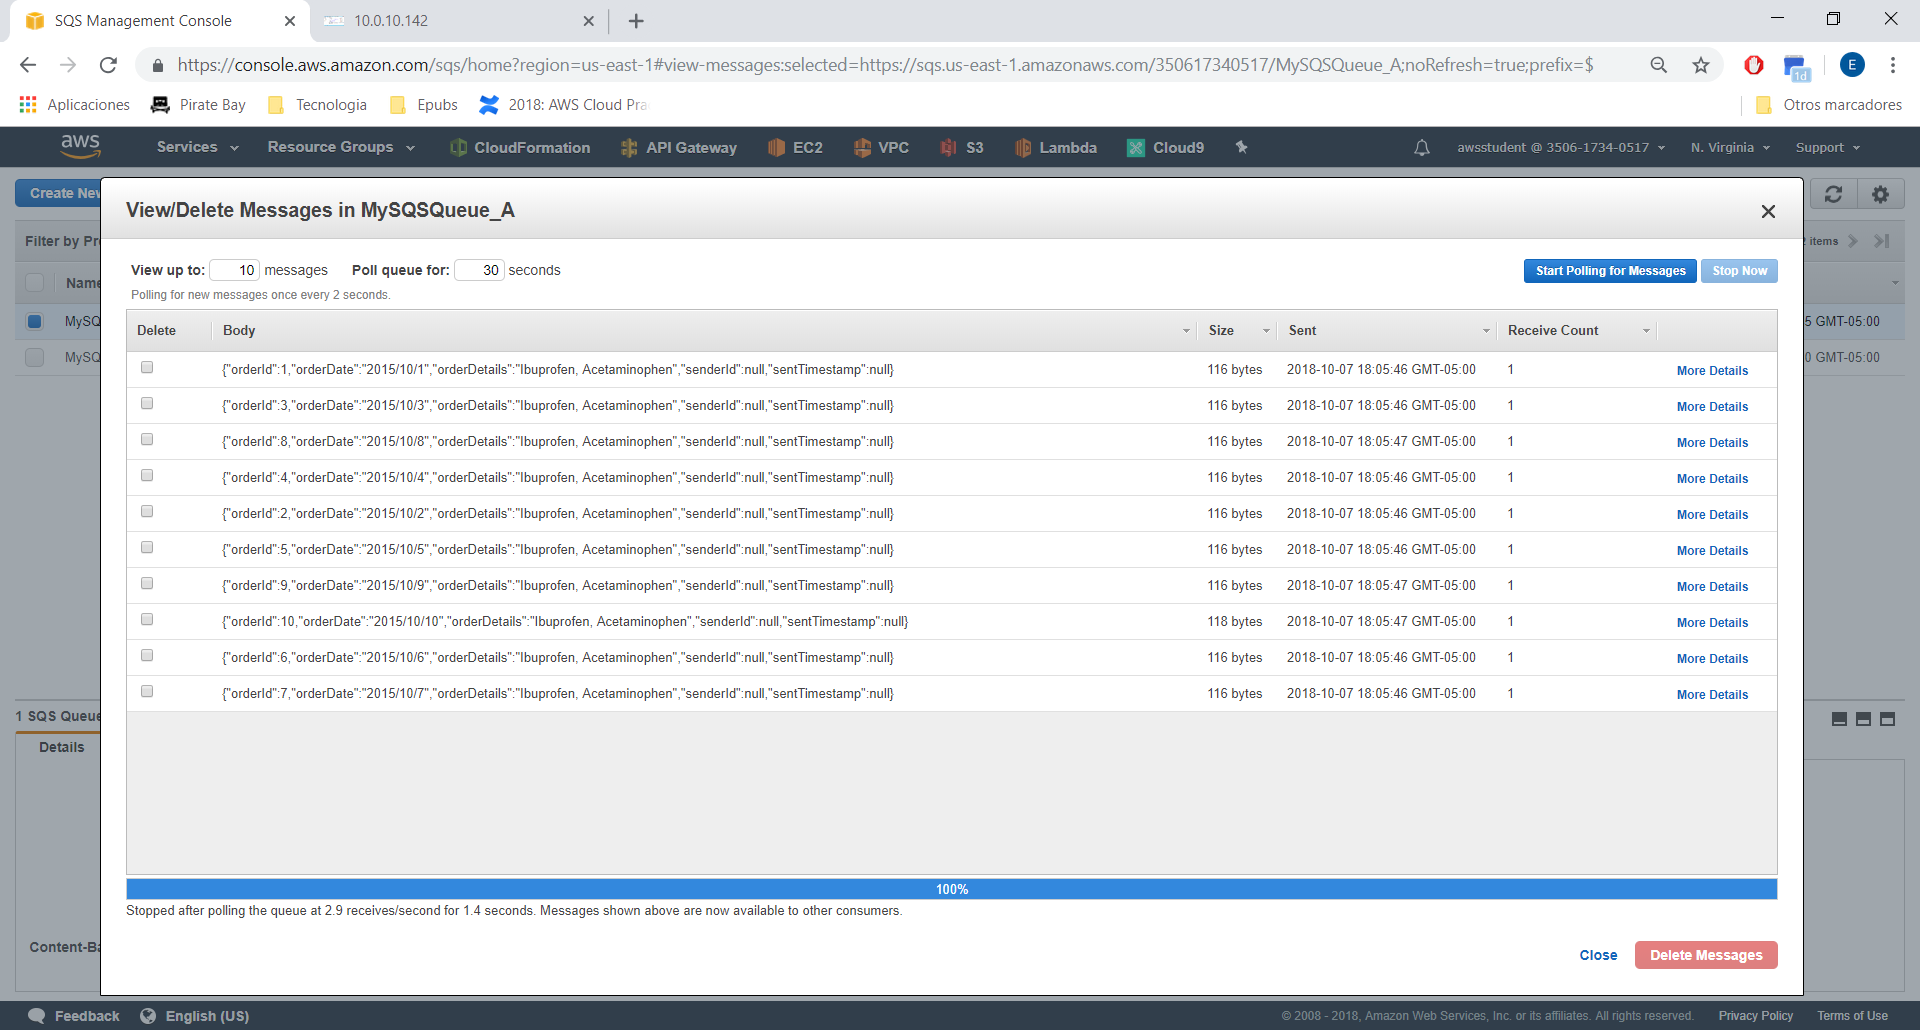 SQS Management Console
10.0.10.142
https://console.aws.amazon.com/sqs/home?region=us-east-1#view-messages:selected=https://sqs.us-east-1.amazonaws.com/350617340517/MySQSQueue_A;noRefresh=true;prefix=$
1d
E
Aplicaciones Pirate Bay Tecnologia Epubs 2018: AWS Cloud Pra Otros marcadores
aws Services Resource Groups CloudFormation API Gateway EC2 VPC S3 Lambda Cloud9 awsstudent @ 3506-1734-0517 N. Virginia Support
Create New
View/Delete Messages in MySQSQueue_A
Filter by Pr
items
View up to: 10 messages Poll queue for: 30 seconds
Start Polling for Messages Stop Now
Polling for new messages once every 2 seconds.
Name
Delete Body Size Sent Receive Count
MySQ
5 GMT-05:00
MySQ
0 GMT-05:00
{"orderId":1,"orderDate":"2015/10/1","orderDetails":"Ibuprofen, Acetaminophen","senderId":null,"sentTimestamp":null} 116 bytes 2018-10-07 18:05:46 GMT-05:00 1 More Details
{"orderId":3,"orderDate":"2015/10/3","orderDetails":"Ibuprofen, Acetaminophen","senderId":null,"sentTimestamp":null} 116 bytes 2018-10-07 18:05:46 GMT-05:00 1 More Details
{"orderId":8,"orderDate":"2015/10/8","orderDetails":"Ibuprofen, Acetaminophen","senderId":null,"sentTimestamp":null} 116 bytes 2018-10-07 18:05:47 GMT-05:00 1 More Details
{"orderId":4,"orderDate":"2015/10/4","orderDetails":"Ibuprofen, Acetaminophen","senderId":null,"sentTimestamp":null} 116 bytes 2018-10-07 18:05:46 GMT-05:00 1 More Details
{"orderId":2,"orderDate":"2015/10/2","orderDetails":"Ibuprofen, Acetaminophen","senderId":null,"sentTimestamp":null} 116 bytes 2018-10-07 18:05:46 GMT-05:00 1 More Details
{"orderId":5,"orderDate":"2015/10/5","orderDetails":"Ibuprofen, Acetaminophen","senderId":null,"sentTimestamp":null} 116 bytes 2018-10-07 18:05:46 GMT-05:00 1 More Details
{"orderId":9,"orderDate":"2015/10/9","orderDetails":"Ibuprofen, Acetaminophen","senderId":null,"sentTimestamp":null} 116 bytes 2018-10-07 18:05:47 GMT-05:00 1 More Details
{"orderId":10,"orderDate":"2015/10/10","orderDetails":"Ibuprofen, Acetaminophen","senderId":null,"sentTimestamp":null} 118 bytes 2018-10-07 18:05:47 GMT-05:00 1 More Details
{"orderId":6,"orderDate":"2015/10/6","orderDetails":"Ibuprofen, Acetaminophen","senderId":null,"sentTimestamp":null} 116 bytes 2018-10-07 18:05:46 GMT-05:00 1 More Details
{"orderId":7,"orderDate":"2015/10/7","orderDetails":"Ibuprofen, Acetaminophen","senderId":null,"sentTimestamp":null} 116 bytes 2018-10-07 18:05:46 GMT-05:00 1 More Details
1 SQS Queue
Details
100%
Stopped after polling the queue at 2.9 receives/second for 1.4 seconds. Messages shown above are now available to other consumers.
Content-Ba
Close Delete Messages
Feedback English (US) © 2008 - 2018, Amazon Web Services, Inc. or its affiliates. All rights reserved. Privacy Policy Terms of Use